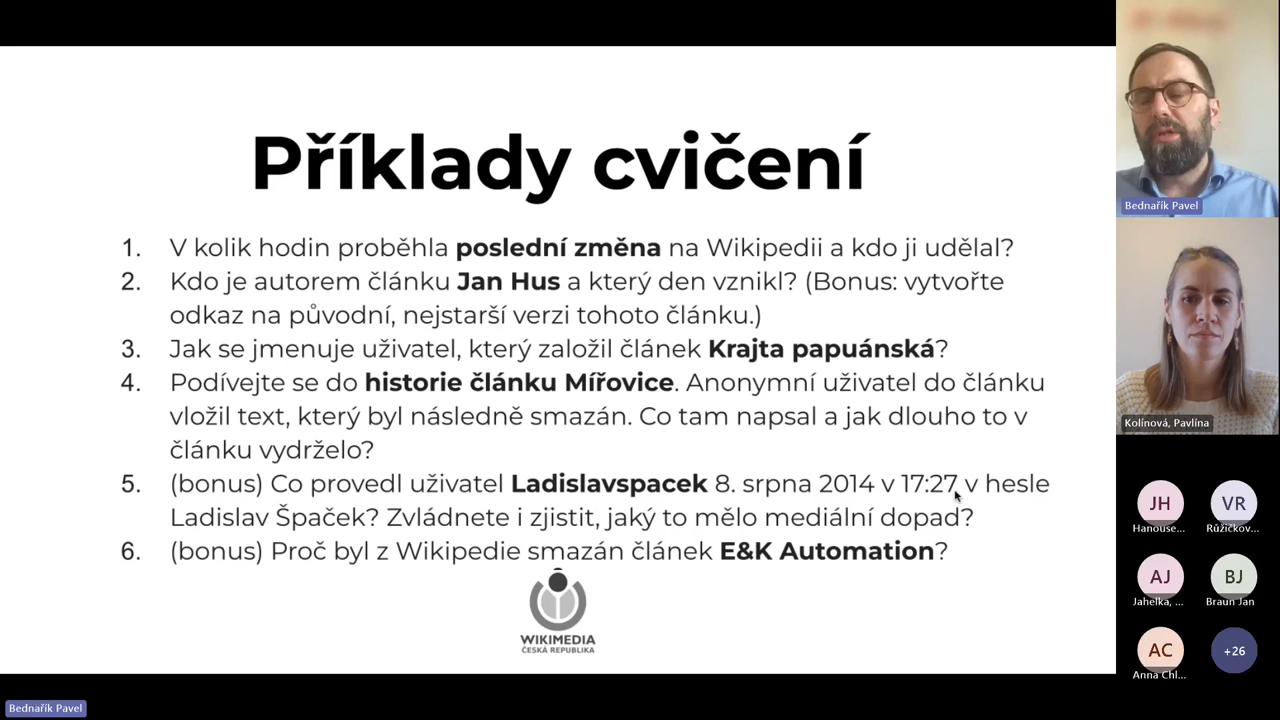 Příklady cvičení
1. V kolik hodin proběhla poslední změna na Wikipedii a kdo ji udělal?
2. Kdo je autorem článku Jan Hus a který den vznikl? (Bonus: vytvořte
odkaz na původní, nejstarší verzi tohoto článku.)
3. Jak se jmenuje uživatel, který založil článek Krajta papuánská?
4. Podívejte se do historie článku Mířovice. Anonymní uživatel do článku
vložil text, který byl následně smazán. Co tam napsal a jak dlouho to v
článku vydrželo?
5. (bonus) Co provedl uživatel Ladislavspacek 8. srpna 2014 v 17:27 v hesle
Ladislav Špaček? Zvládnete i zjistit, jaký to mělo mediální dopad?
6. (bonus) Proč byl z Wikipedie smazán článek E&K Automation?
WIKIMEDIA
ČESKÁ REPUBLIKA
Bednařík Pavel
Bednařík Pavel
Kolínová, Pavlína
JH
VR
Hanouse...
Růžičkov...
AJ
BJ
Jahelka, ...
Braun Jan
AC
+26
Anna Chl...